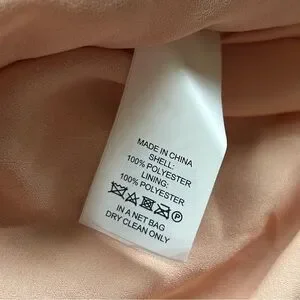 MADE IN CHINA
SHELL:
100% POLYESTER
LINING:
100% POLYESTER
P
IN A NET BAG
DRY CLEAN ONLY